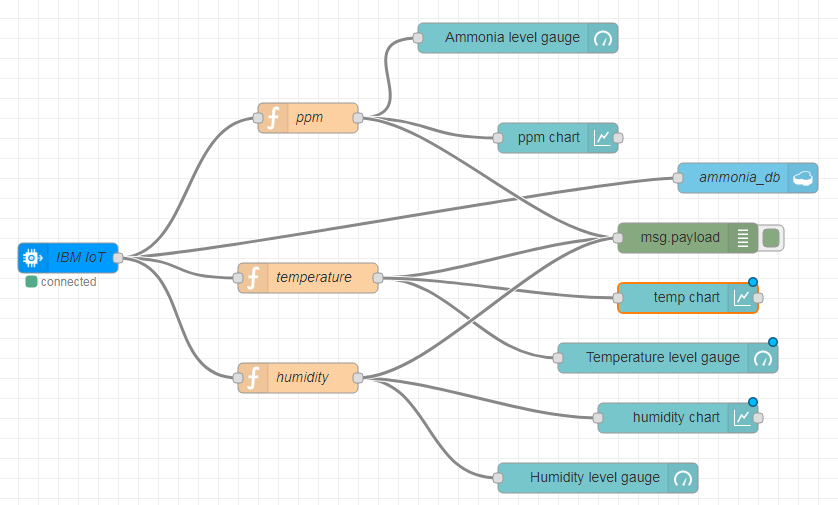 Ammonia level gauge
ppm
ppm chart
ammonia_db
msg.payload
IBM IoT
connected
temperature
temp chart
Temperature level gauge
humidity
humidity chart
Humidity level gauge